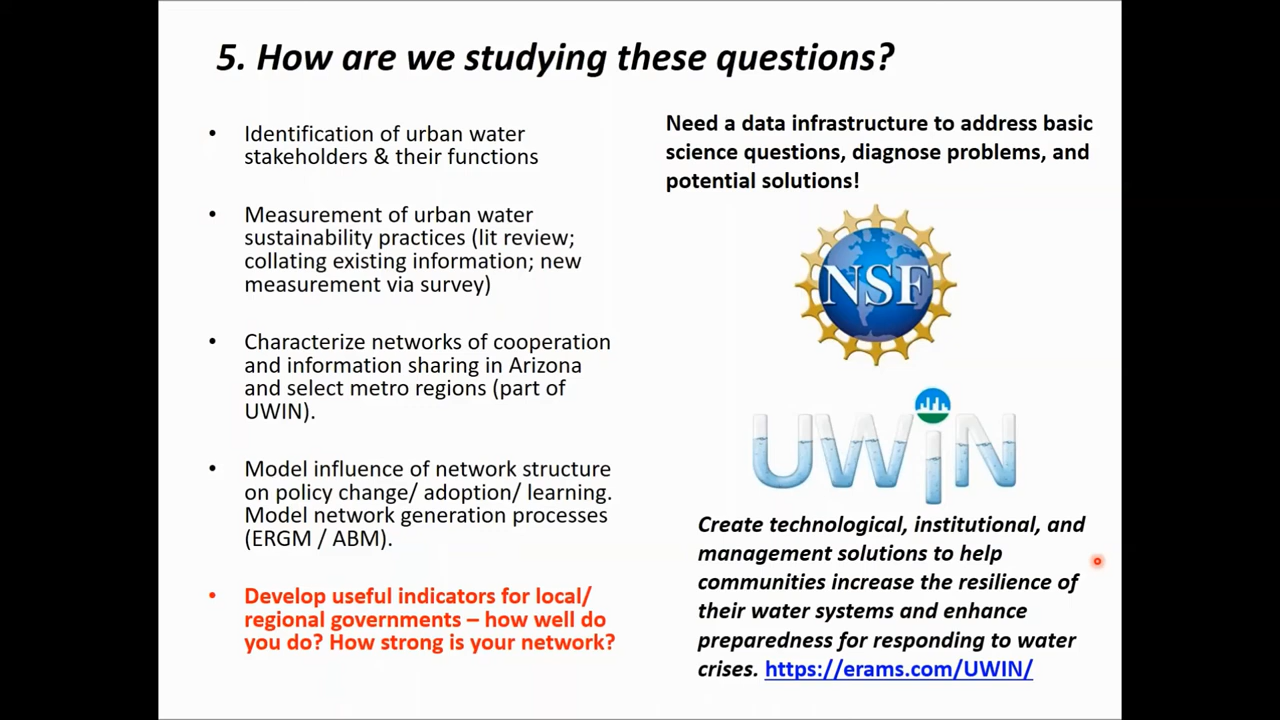 5. How are we studying these questions?
• Identification of urban water
stakeholders & their functions
• Measurement of urban water
sustainability practices (lit review;
collating existing information; new
measurement via survey)
• Characterize networks of cooperation
and information sharing in Arizona
and select metro regions (part of
UWIN).
• Model influence of network structure
on policy change/ adoption/ learning.
Model network generation processes
(ERGM / ABM).
• Develop useful indicators for local/
regional governments – how well do
you do? How strong is your network?
Need a data infrastructure to address basic
science questions, diagnose problems, and
potential solutions!
NSF
UWiN
Create technological, institutional, and
management solutions to help
communities increase the resilience of
their water systems and enhance
preparedness for responding to water
crises. https://erams.com/UWIN/